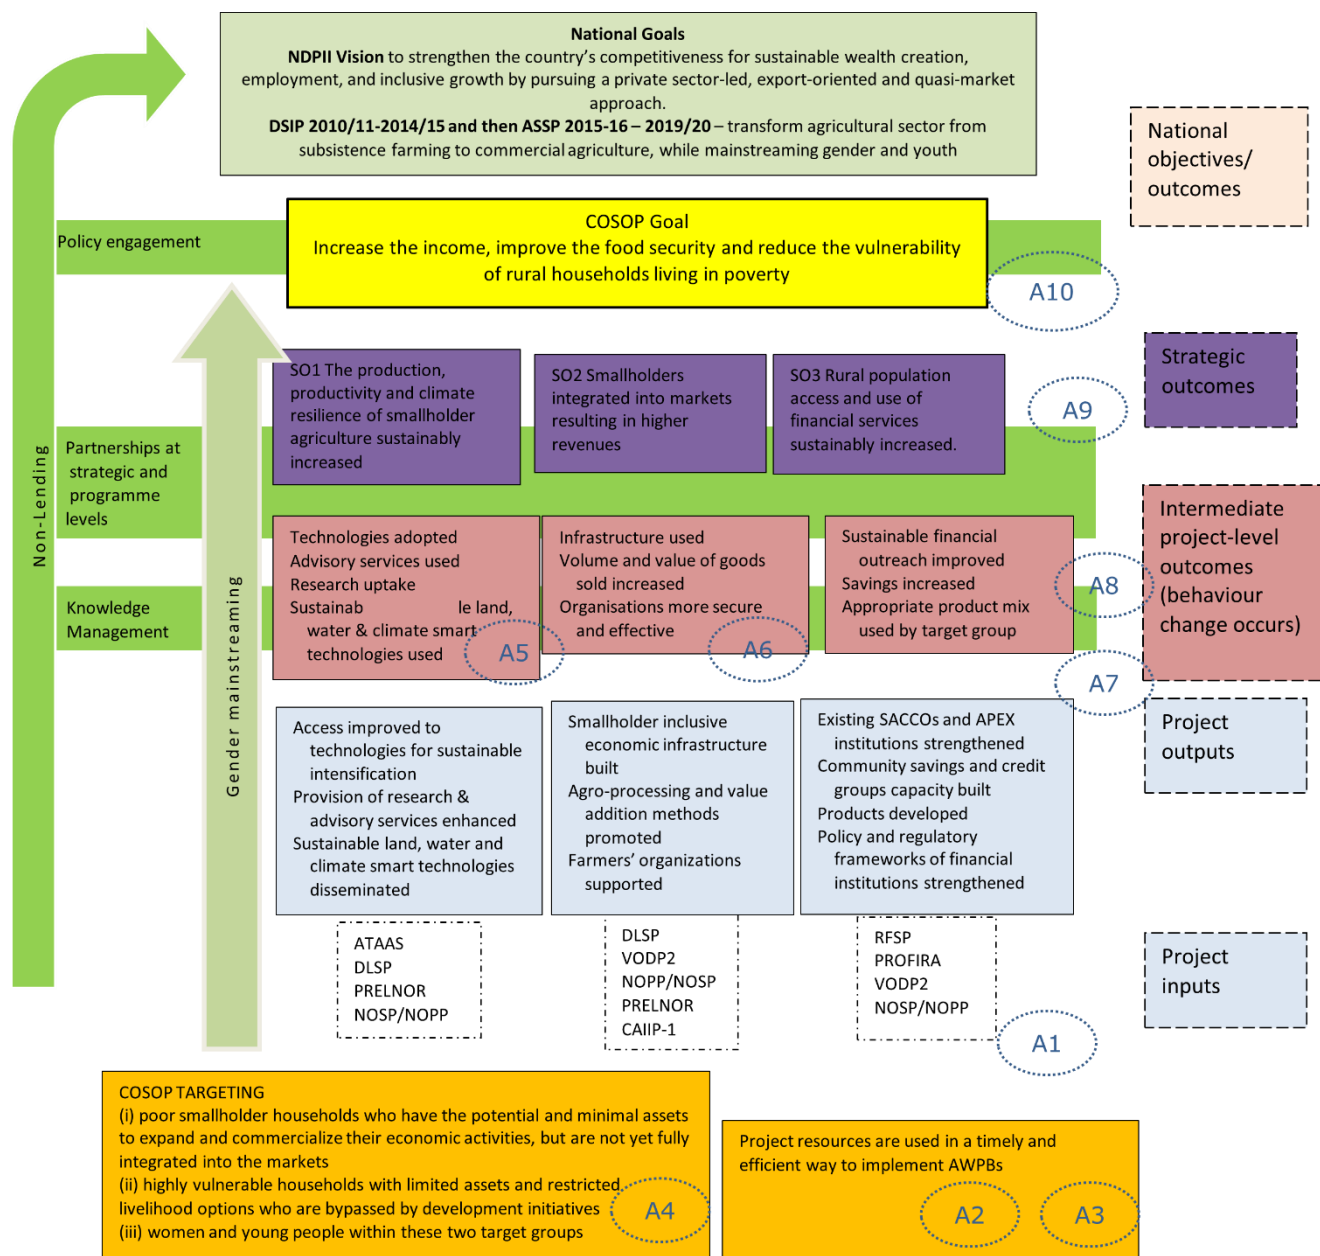 National Goals
NDPII Vision to strengthen the country's competitiveness for sustainable wealth creation,
employment, and inclusive growth by pursuing a private sector-led, export-oriented and quasi-market
approach.
DSIP 2010/11-2014/15 and then ASSP 2015-16 – 2019/20 – transform agricultural sector from
subsistence farming to commercial agriculture, while mainstreaming gender and youth
National
objectives/
outcomes
Policy engagement
COSOP Goal
Increase the income, improve the food security and reduce the vulnerability
of rural households living in poverty
A10
Non-Lending
Gender mainstreaming
SO1 The production,
productivity and climate
resilience of smallholder
agriculture sustainably
increased
SO2 Smallholders
integrated into markets
resulting in higher
revenues
SO3 Rural population
access and use of
financial services
sustainably increased.
A9
Strategic
outcomes
Partnerships at
strategic and
programme
levels
Technologies adopted
Advisory services used
Research uptake
Sustainab le land,
water & climate smart
technologies used
A5
Infrastructure used
Volume and value of goods
sold increased
Organisations more secure
and effective
A6
Sustainable financial
outreach improved
Savings increased
Appropriate product mix
used by target group
A8
A7
Intermediate
project-level
outcomes
(behaviour
change occurs)
Knowledge
Management
Access improved to
technologies for sustainable
intensification
Provision of research &
advisory services enhanced
Sustainable land, water and
climate smart technologies
disseminated
Smallholder inclusive
economic infrastructure
built
Agro-processing and value
addition methods
promoted
Farmers' organizations
supported
Existing SACCOs and APEX
institutions strengthened
Community savings and credit
groups capacity built
Products developed
Policy and regulatory
frameworks of financial
institutions strengthened
Project
outputs
ATAAS
DLSP
PRELNOR
NOSP/NOPP
DLSP
VODP2
NOPP/NOSP
PRELNOR
CAIIP-1
RFSP
PROFIRA
VODP2
NOSP/NOPP
A1
Project
inputs
COSOP TARGETING
(i) poor smallholder households who have the potential and minimal assets
to expand and commercialize their economic activities, but are not yet fully
integrated into the markets
(ii) highly vulnerable households with limited assets and restricted
livelihood options who are bypassed by development initiatives
(iii) women and young people within these two target groups
A4
Project resources are used in a timely and
efficient way to implement AWPBs
A2
A3